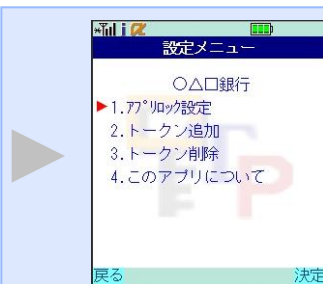 設定メニュー
○△□銀行
1.ｱﾌﾟﾘﾛｯｸ設定
2.トークン追加
3.トークン削除
4.このアプリについて
戻る 決定